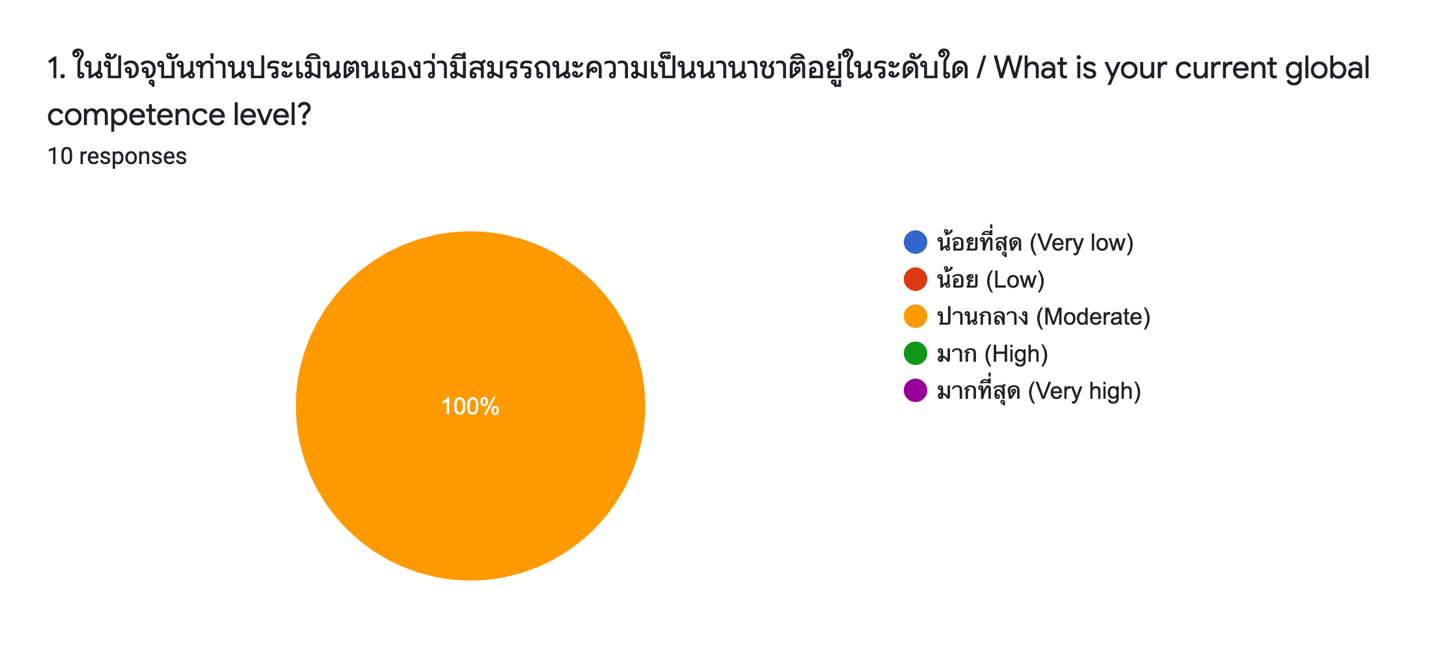 1. ในปัจจุบันท่านประเมินตนเองว่ามีสมรรถนะความเป็นนานาชาติอยู่ในระดับใด / What is your current global
competence level?
10 responses
100%
น้อยที่สุด (Very low)
น้อย (Low)
ปานกลาง (Moderate)
มาก (High)
มากที่สุด (Very high)